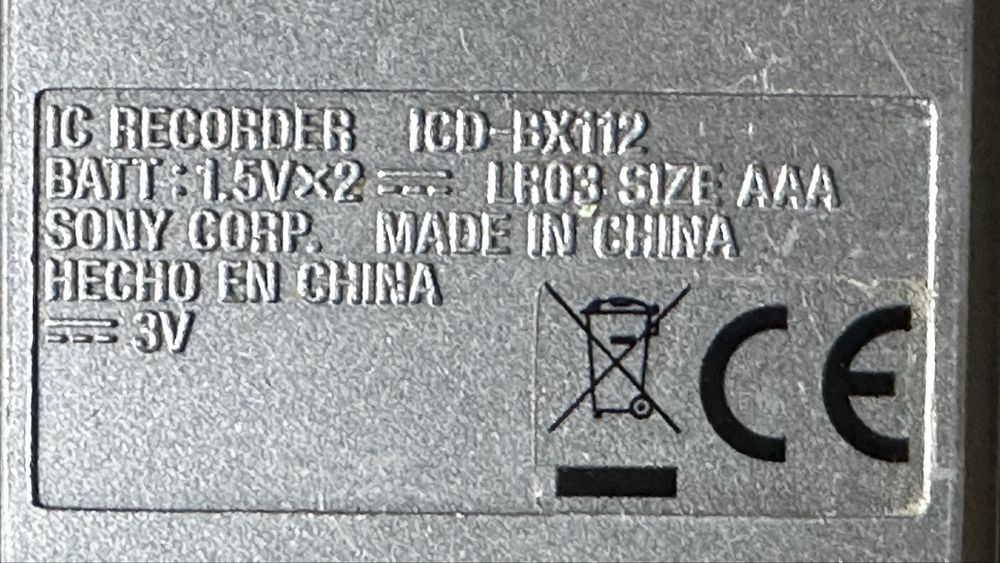 IC RECORDER ICD-BX112
BATT : 1.5V×2 ⎓ LR03 SIZE AAA
SONY CORP. MADE IN CHINA
HECHO EN CHINA
⎓ 3V
CE